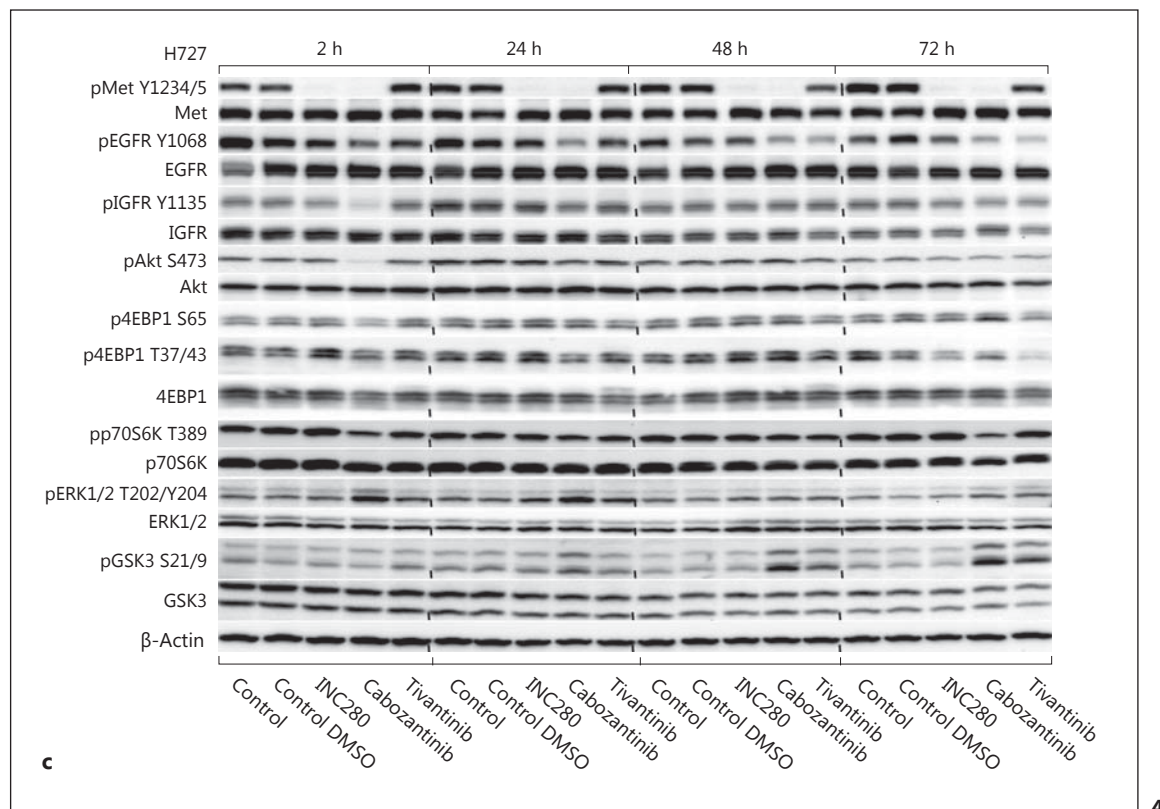 H727
2 h 24 h 48 h 72 h
pMet Y1234/5
Met
pEGFR Y1068
EGFR
pIGFR Y1135
IGFR
pAkt S473
Akt
p4EBP1 S65
p4EBP1 T37/43
4EBP1
pp70S6K T389
p70S6K
pERK1/2 T202/Y204
ERK1/2
pGSK3 S21/9
GSK3
β-Actin
Control
Control DMSO
INC280
Cabozantinib
Tivantinib
Control
Control DMSO
INC280
Cabozantinib
Tivantinib
Control
Control DMSO
INC280
Cabozantinib
Tivantinib
Control
Control DMSO
INC280
Cabozantinib
Tivantinib
c